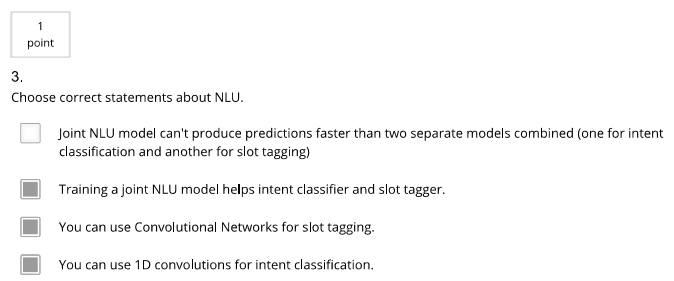 1
point
3.
Choose correct statements about NLU.
Joint NLU model can't produce predictions faster than two separate models combined (one for intent
classification and another for slot tagging)
Training a joint NLU model helps intent classifier and slot tagger.
You can use Convolutional Networks for slot tagging.
You can use 1D convolutions for intent classification.